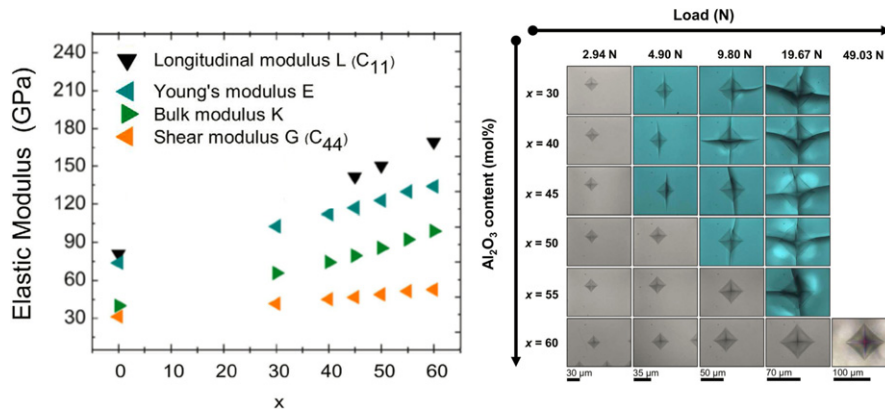 Elastic Modulus (GPa)
240
210
180
150
120
90
60
30
Longitudinal modulus L (C11)
Young's modulus E
Bulk modulus K
Shear modulus G (C44)
0 10 20 30 40 50 60
x
Load (N)
2.94 N 4.90 N 9.80 N 19.67 N 49.03 N
Al2O3 content (mol%)
x = 30
x = 40
x = 45
x = 50
x = 55
x = 60
30 µm 35 µm 50 µm 70 µm 100 µm